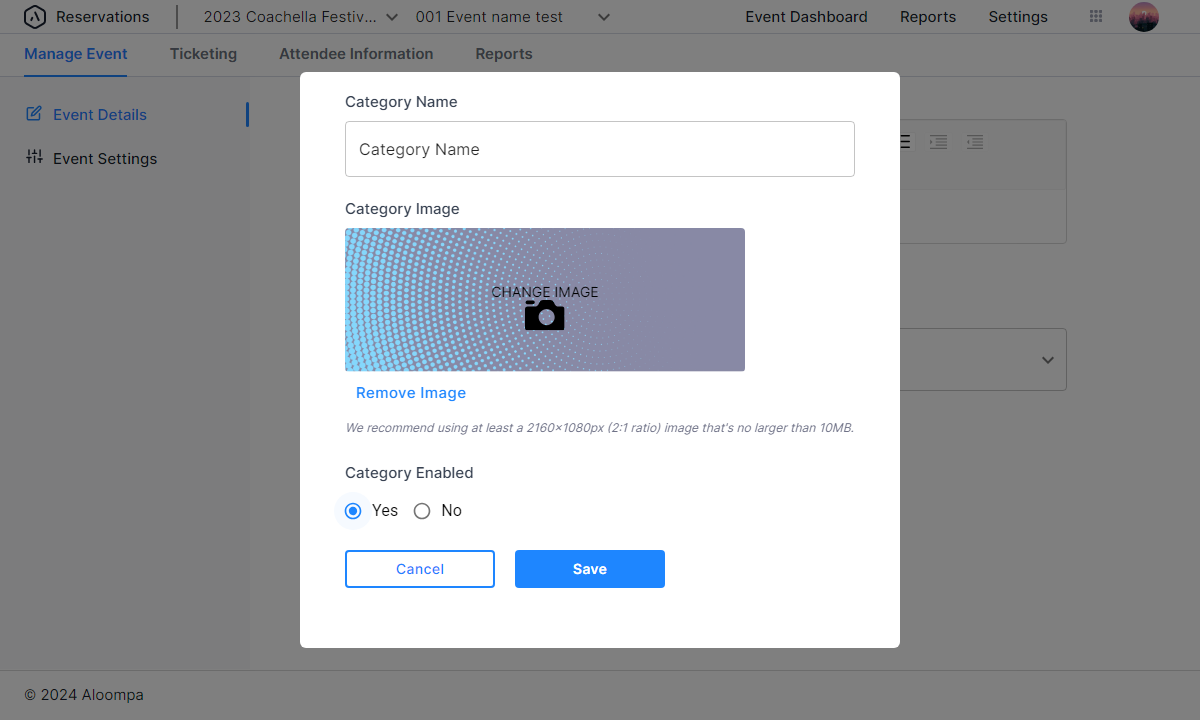 Reservations 2023 Coachella Festiv... 001 Event name test Event Dashboard Reports Settings
Manage Event Ticketing Attendee Information Reports
Event Details
Event Settings
Category Name
Category Name
Category Image
CHANGE IMAGE
Remove Image
We recommend using at least a 2160x1080px (2:1 ratio) image that's no larger than 10MB.
Category Enabled
Yes No
Cancel Save
© 2024 Aloompa